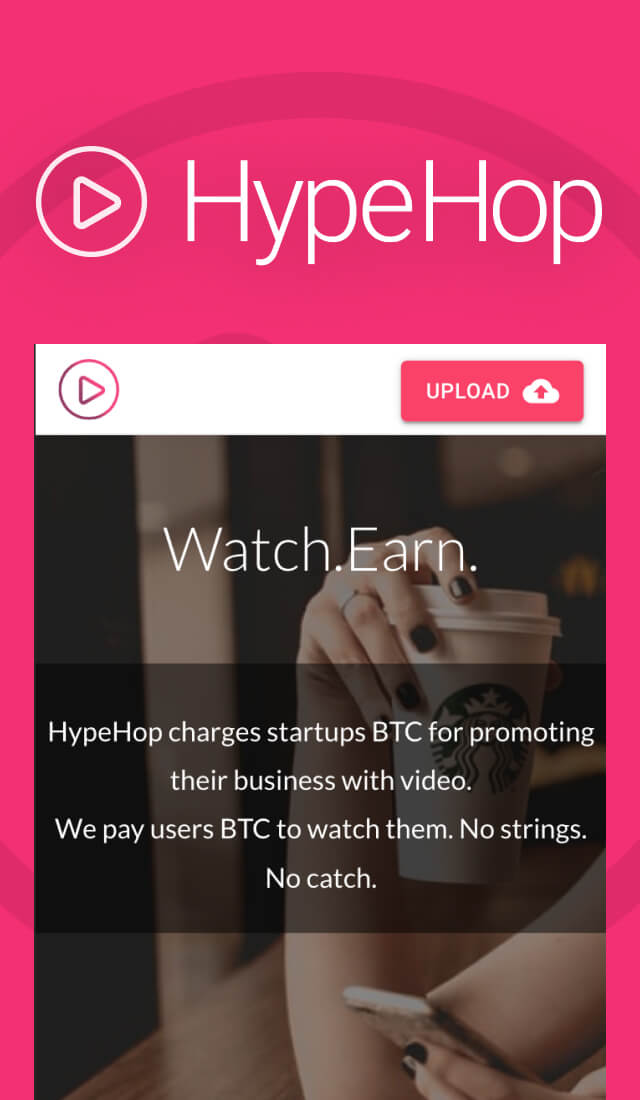 HypeHop
UPLOAD
Watch.Earn.
HypeHop charges startups BTC for promoting
their business with video.
We pay users BTC to watch them. No strings.
No catch.